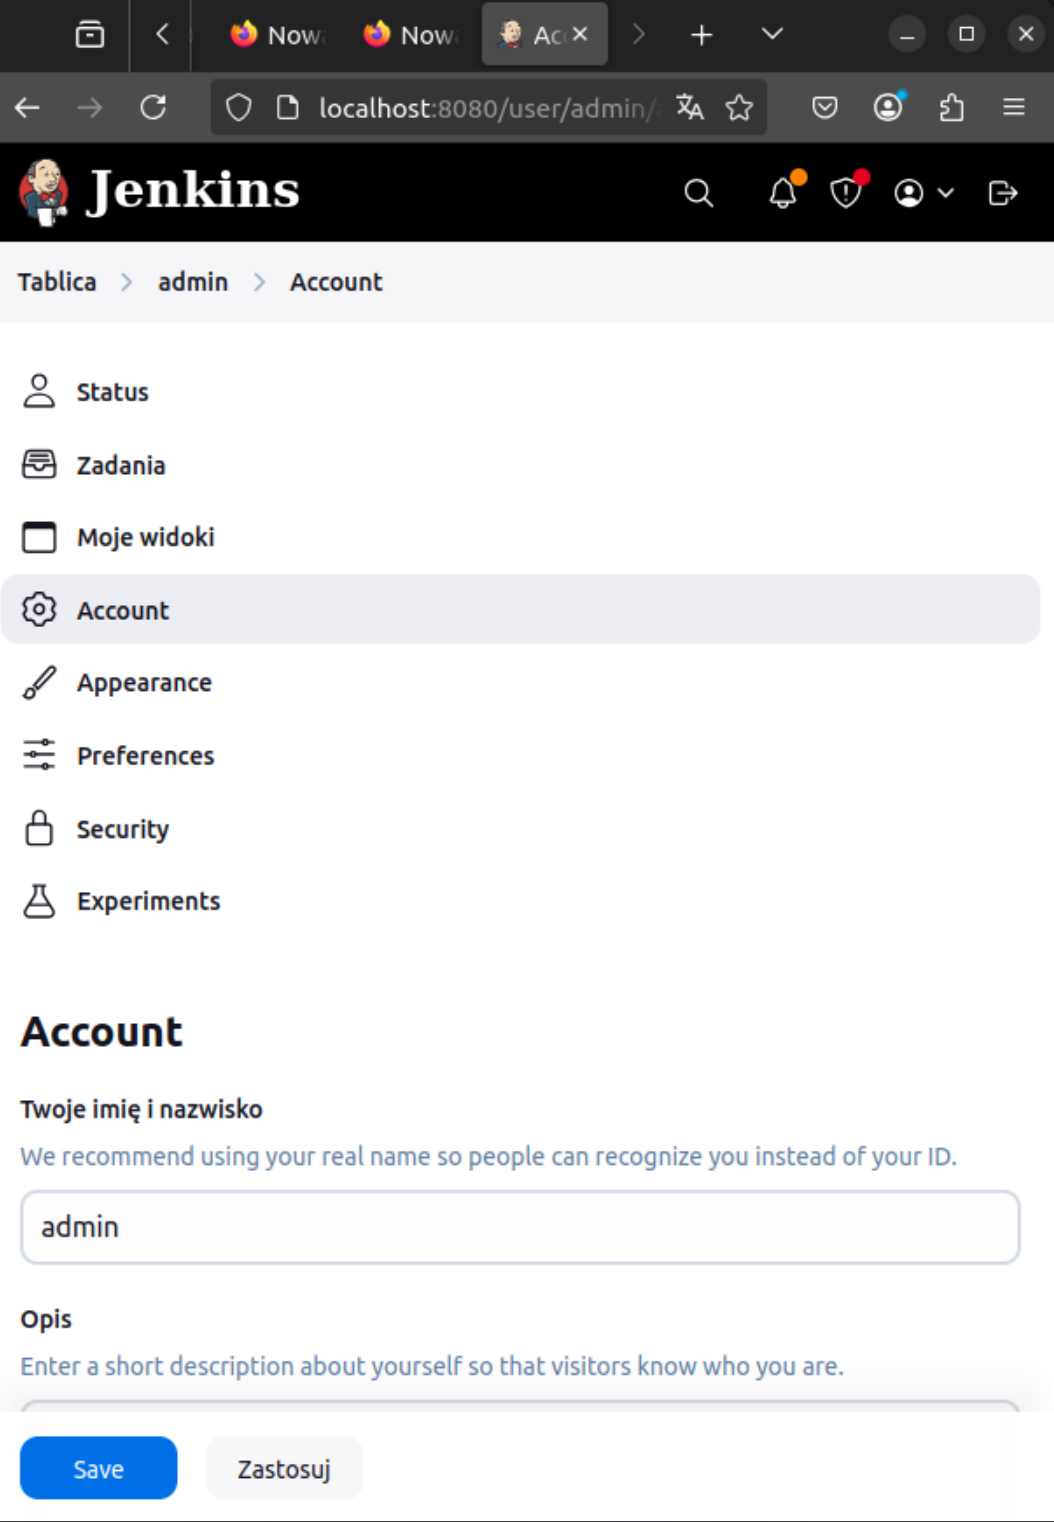 Now
Now
Ac
localhost:8080/user/admin/
Jenkins
Tablica
admin
Account
Status
Zadania
Moje widoki
Account
Appearance
Preferences
Security
Experiments
Account
Twoje imię i nazwisko
We recommend using your real name so people can recognize you instead of your ID.
admin
Opis
Enter a short description about yourself so that visitors know who you are.
Save
Zastosuj